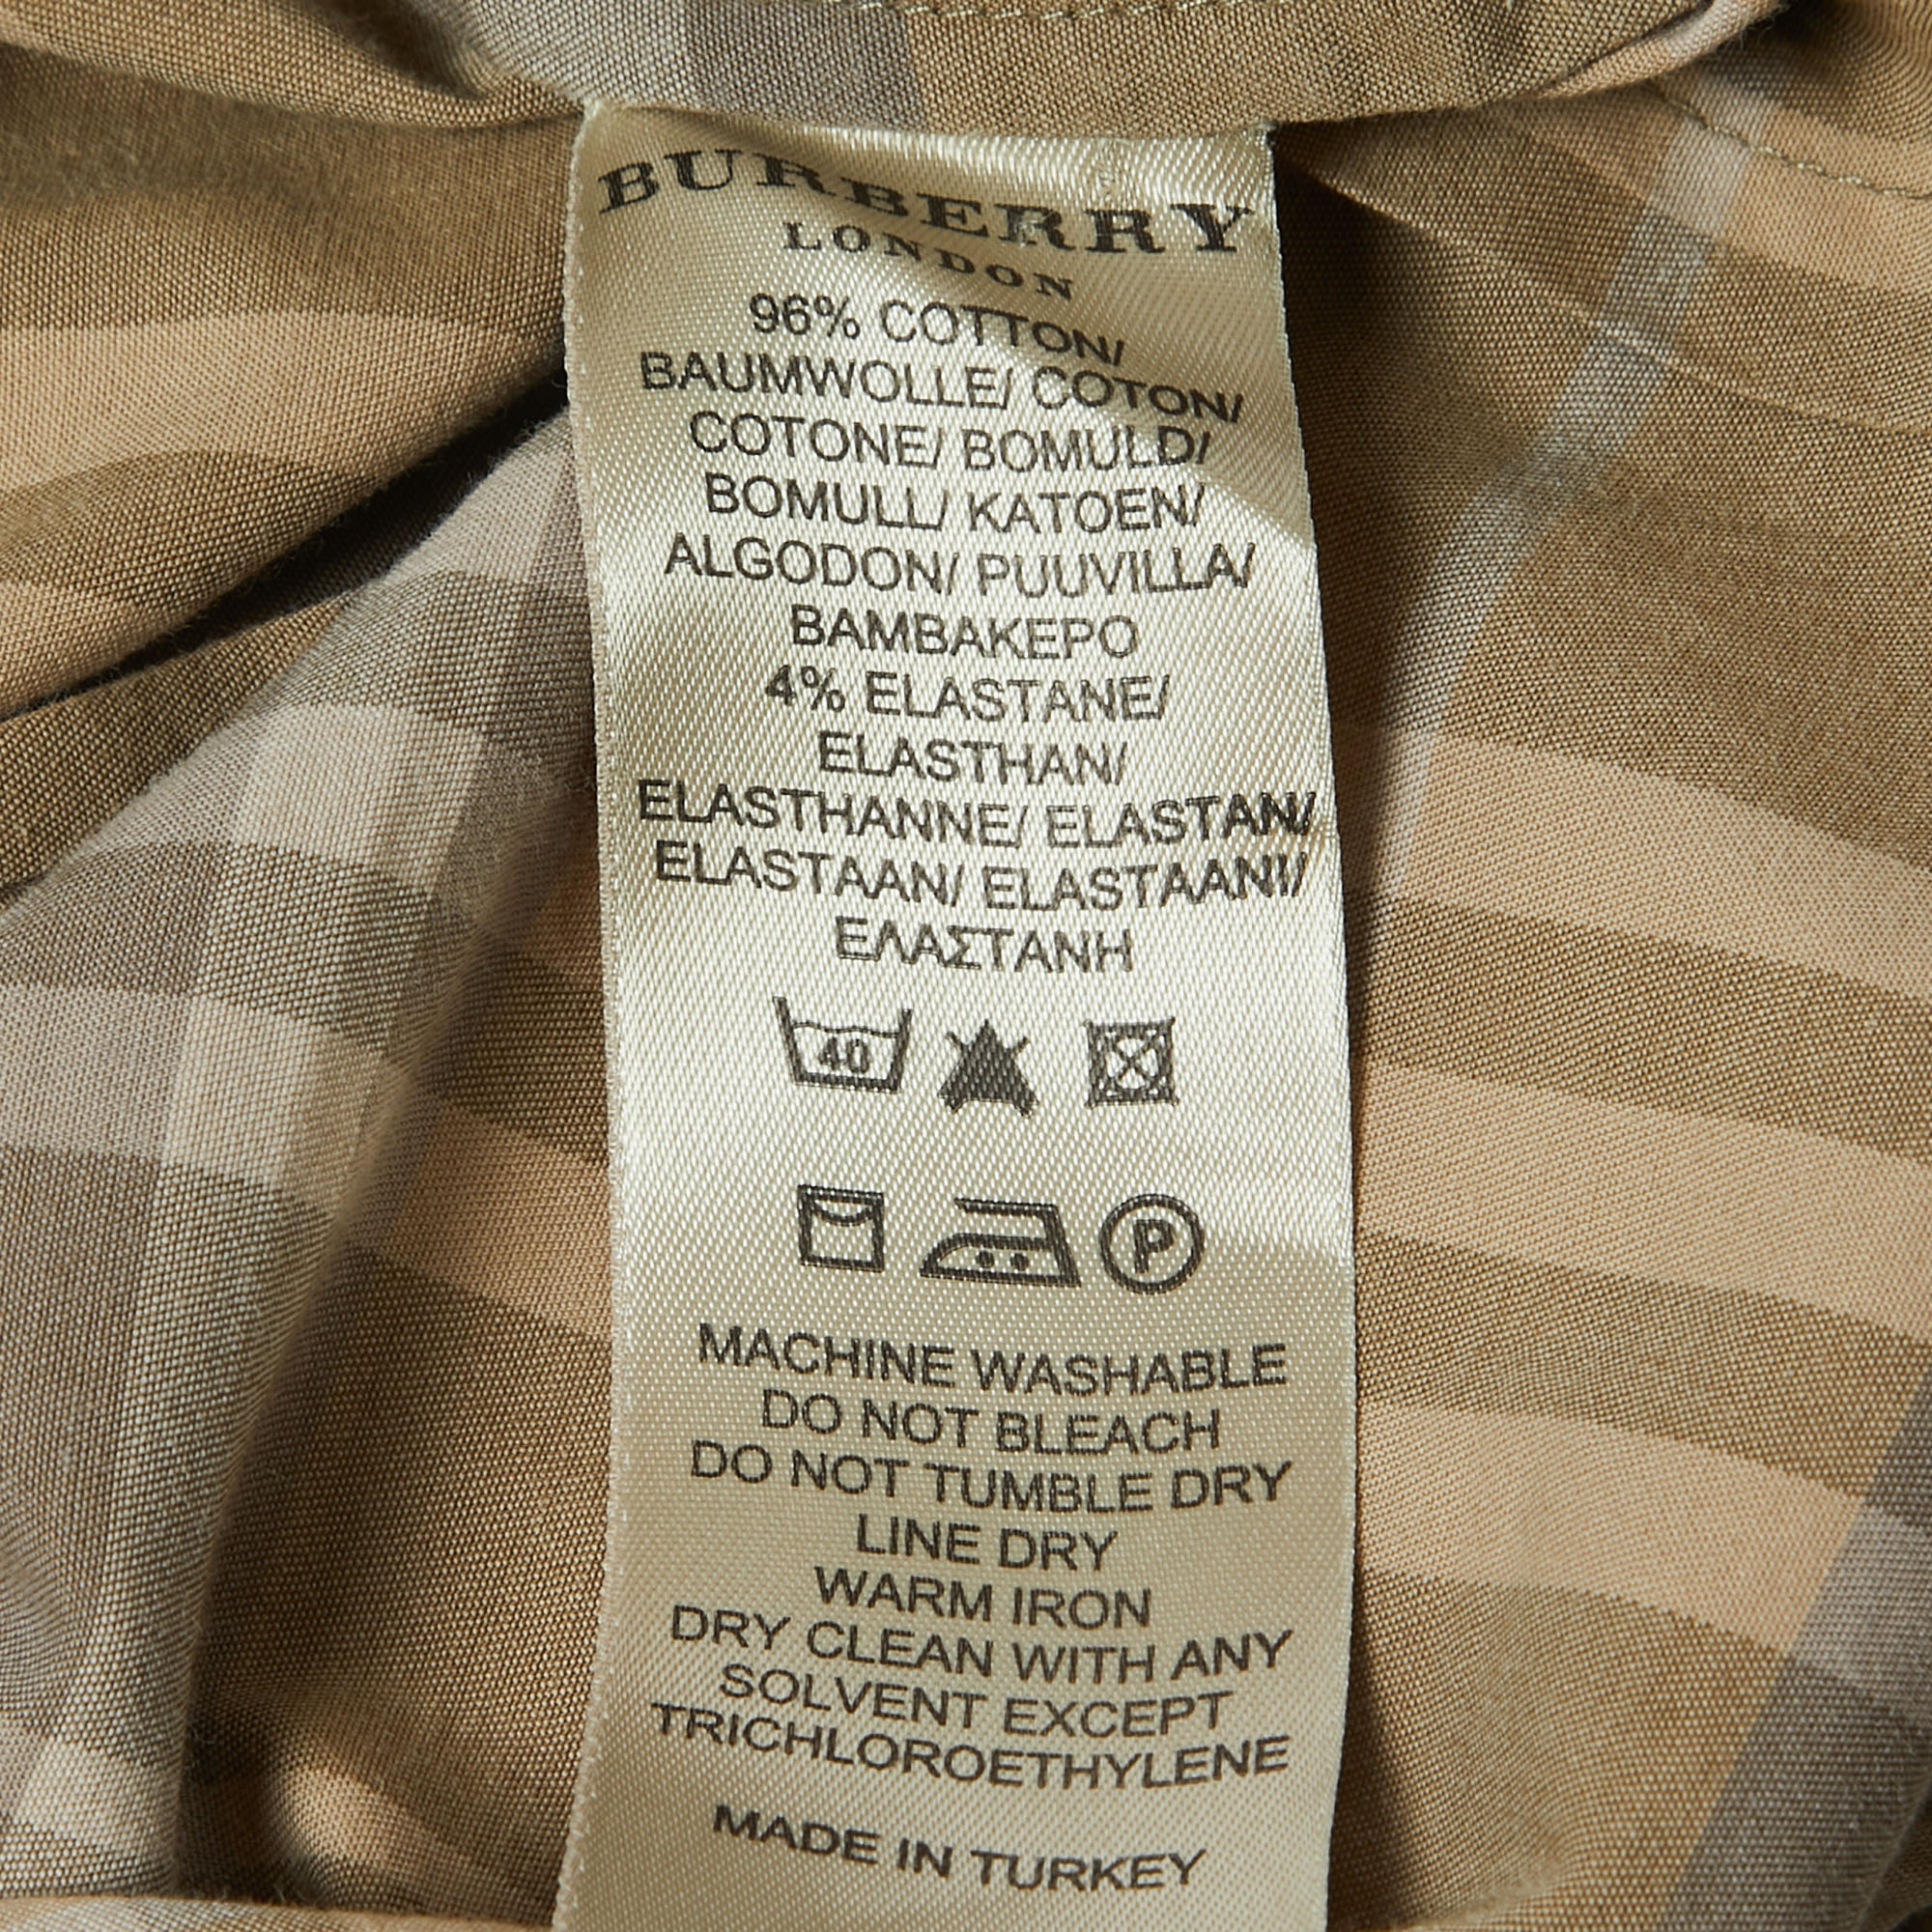 BURBERRY
LONDON
96% COTTON/
BAUMWOLLE/ COTON/
COTONE/ BOMULD/
BOMULL/ KATOEN/
ALGODON/ PUUVILLA/
BAMBAKEPO
4% ELASTANE/
ELASTHAN/
ELASTHANNE/ ELASTAN/
ELASTAAN/ ELASTAANI/
ΕΛΑΣΤΑΝΗ
40
P
MACHINE WASHABLE
DO NOT BLEACH
DO NOT TUMBLE DRY
LINE DRY
WARM IRON
DRY CLEAN WITH ANY
SOLVENT EXCEPT
TRICHLOROETHYLENE
MADE IN TURKEY